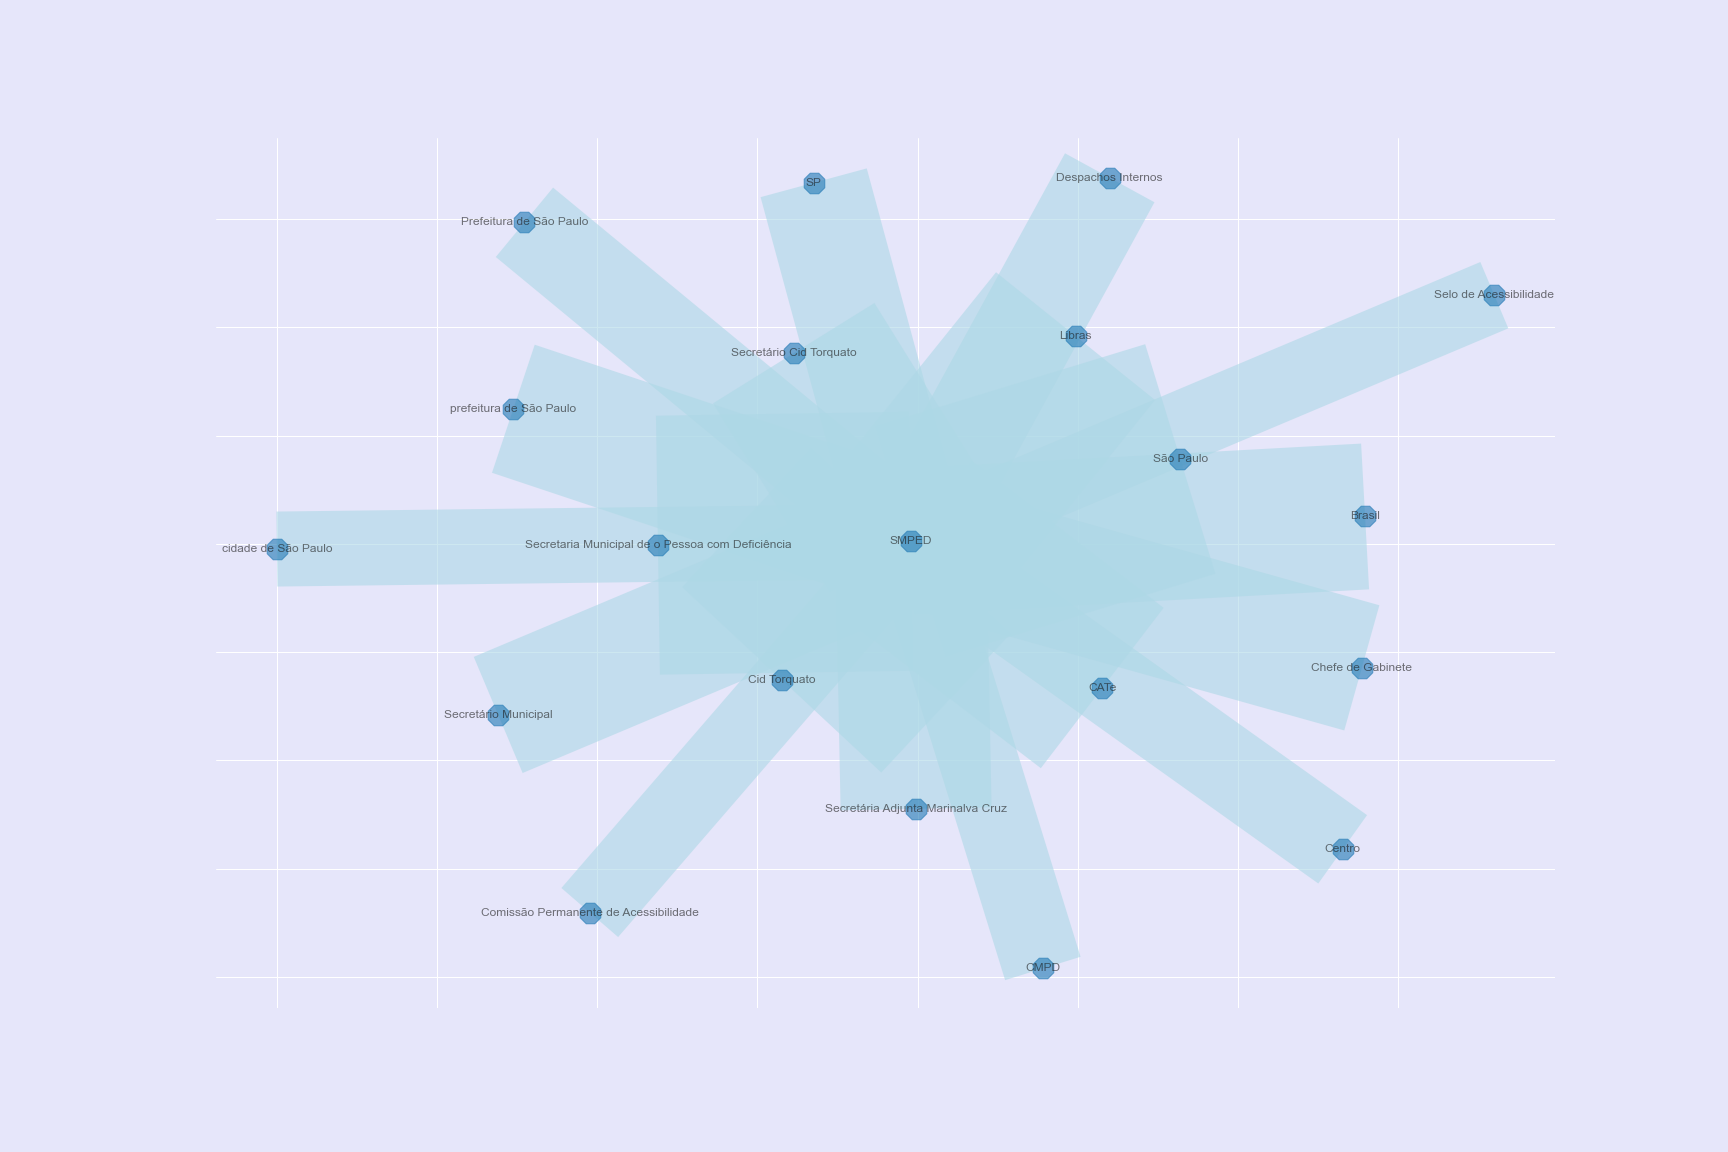 Despachos Internos
SP
Prefeitura de São Paulo
Selo de Acessibilidade
Libras
Secretário Cid Torquato
prefeitura de São Paulo
São Paulo
Brasil
SMPED
Secretaria Municipal de o Pessoa com Deficiência
cidade de São Paulo
Chefe de Gabinete
Cid Torquato
CATe
Secretário Municipal
Secretária Adjunta Marinalva Cruz
Centro
Comissão Permanente de Acessibilidade
CMPD